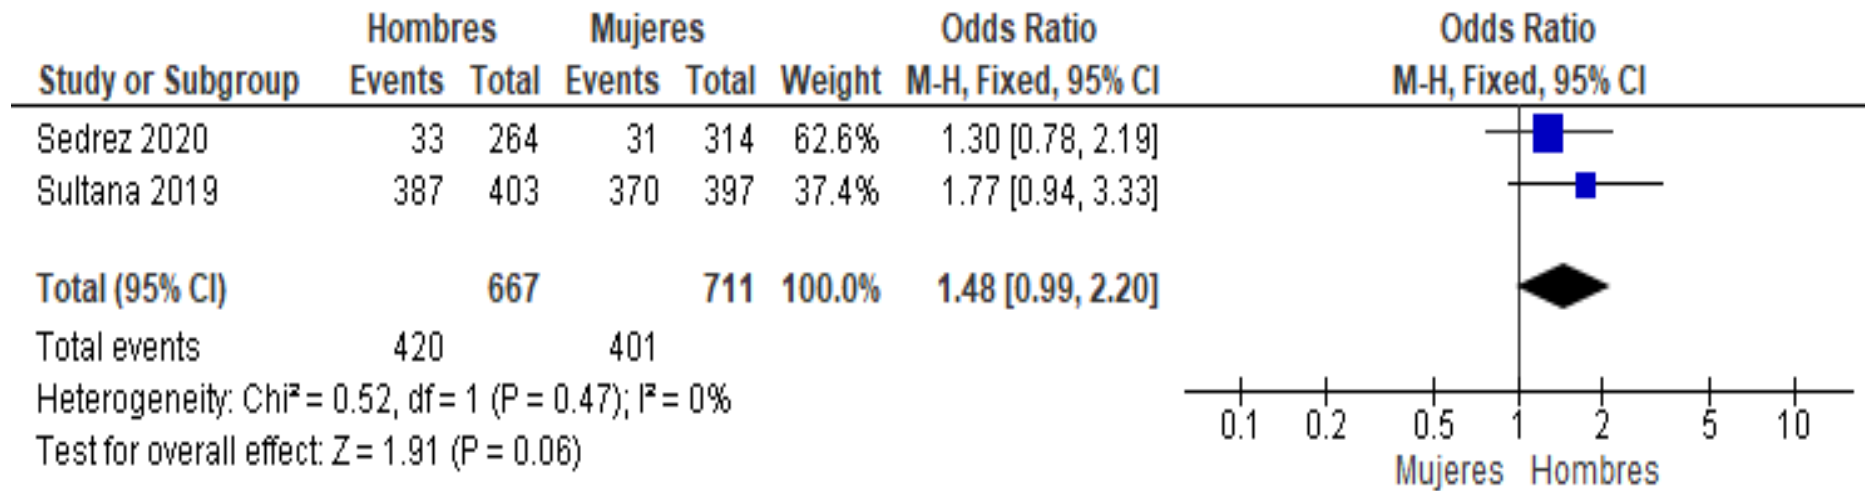 Hombres Mujeres Odds Ratio Odds Ratio
Study or Subgroup Events Total Events Total Weight M-H, Fixed, 95% CI M-H, Fixed, 95% CI
Sedrez 2020 33 264 31 314 62.6% 1.30 [0.78, 2.19]
Sultana 2019 387 403 370 397 37.4% 1.77 [0.94, 3.33]
Total (95% CI) 667 711 100.0% 1.48 [0.99, 2.20]
Total events 420 401
Heterogeneity: Chi² = 0.52, df = 1 (P = 0.47); I² = 0%
Test for overall effect: Z = 1.91 (P = 0.06)
0.1 0.2 0.5 1 2 5 10
Mujeres Hombres